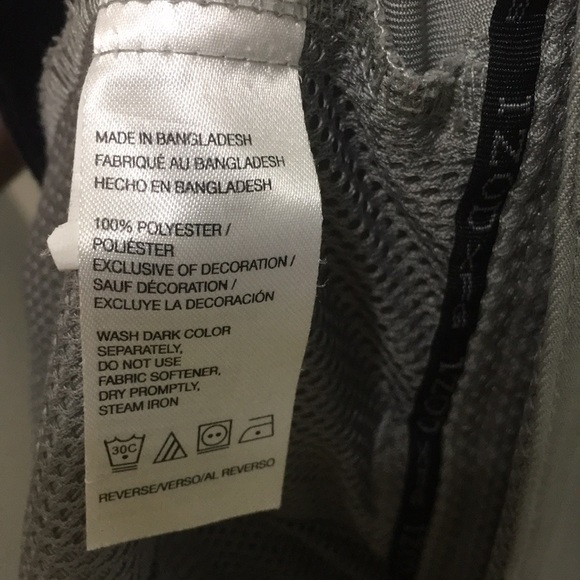 MADE IN BANGLADESH
FABRIQUÉ AU BANGLADESH
HECHO EN BANGLADESH
100% POLYESTER /
POLIÉSTER
EXCLUSIVE OF DECORATION /
SAUF DÉCORATION /
EXCLUYE LA DECORACIÓN
WASH DARK COLOR
SEPARATELY,
DO NOT USE
FABRIC SOFTENER,
DRY PROMPTLY,
STEAM IRON
30C
REVERSE/VERSO/AL REVERSO